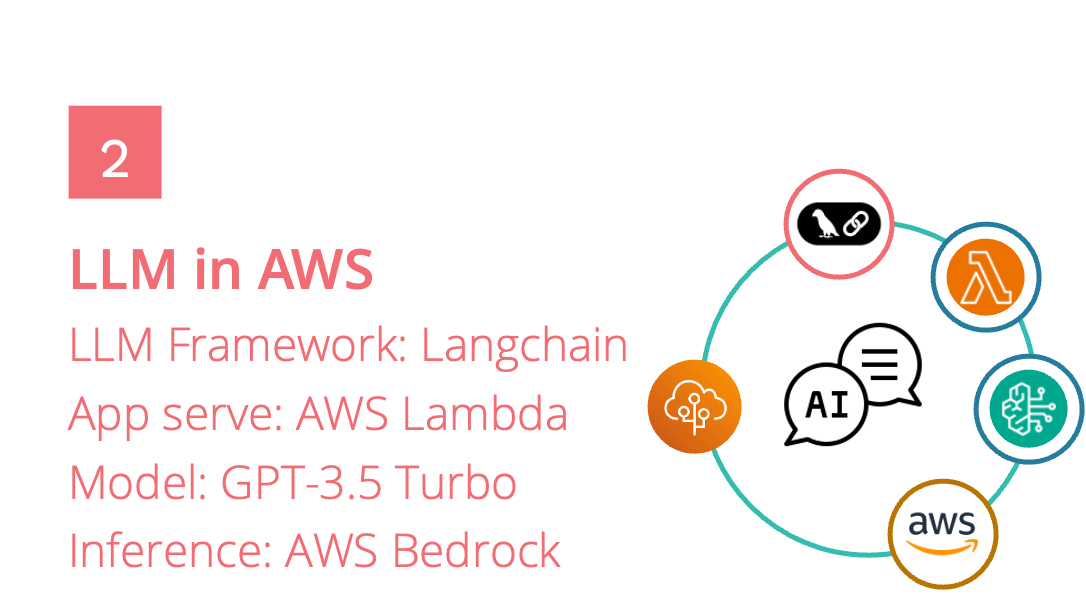 2
LLM in AWS
LLM Framework: Langchain
App serve: AWS Lambda
Model: GPT-3.5 Turbo
Inference: AWS Bedrock
AI
aws